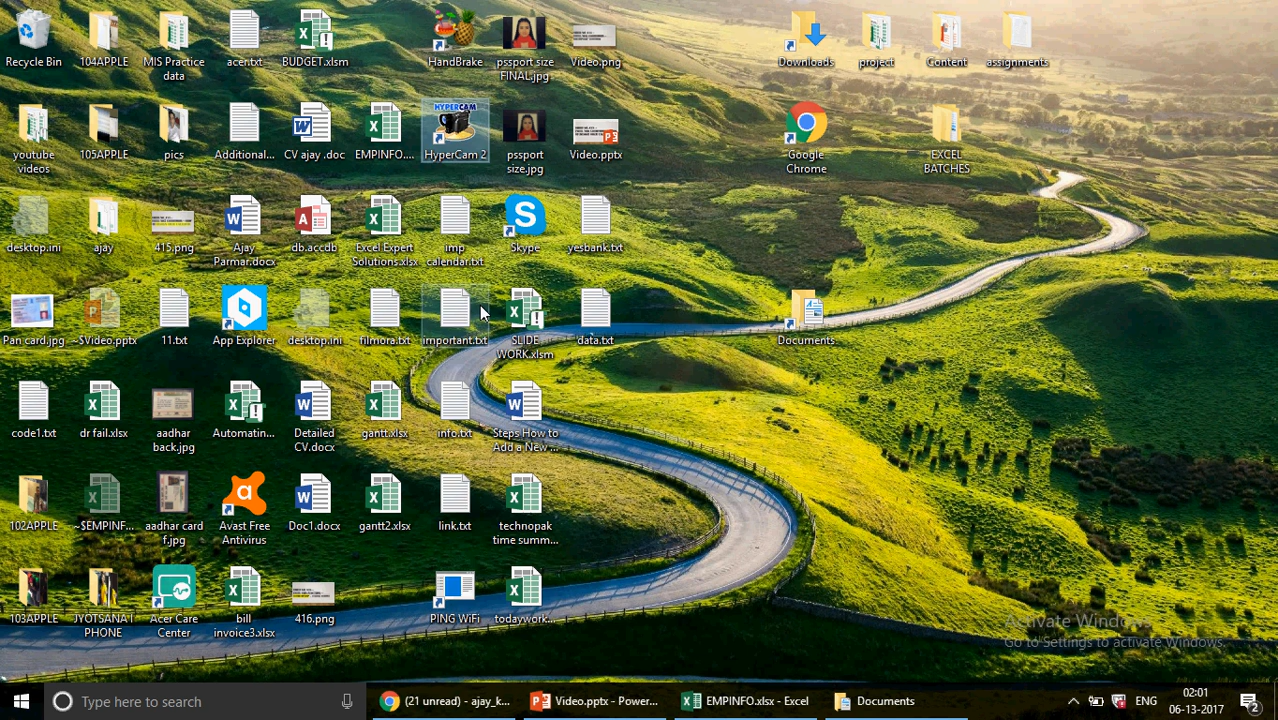 Recycle Bin
104APPLE
MIS Practice
data
acer.txt
BUDGET.xlsm
HandBrake
pssport size
FINAL.jpg
Video.png
Downloads
project
Content
assignments
youtube
videos
105APPLE
pics
Additional...
CV ajay .doc
EMPINFO....
HYPERCAM
HyperCam 2
pssport
size.jpg
Video.pptx
Google
Chrome
EXCEL
BATCHES
desktop.ini
ajay
415.png
Ajay
Parmar.docx
db.accdb
Excel Expert
Solutions.xlsx
imp
calendar.txt
Skype
yesbank.txt
Pan card.jpg
~$Video.pptx
11.txt
App Explorer
desktop.ini
filmora.txt
important.txt
SLIDE
WORK.xlsm
data.txt
Documents
code1.txt
dr fail.xlsx
aadhar
back.jpg
Automatin...
Detailed
CV.docx
gantt.xlsx
info.txt
Steps How to
Add a New ...
102APPLE
~$EMPINF...
aadhar card
f.jpg
Avast Free
Antivirus
Doc1.docx
gantt2.xlsx
link.txt
technopak
time summ...
103APPLE
JYOTSANA I
PHONE
Acer Care
Center
bill
invoice3.xlsx
416.png
PING WiFi
todaywork...
Activate Windows
Go to Settings to activate Windows.
Type here to search
(21 unread) - ajay_k...
Video.pptx - Power...
EMPINFO.xlsx - Excel
Documents
ENG
02:01
06-13-2017
2